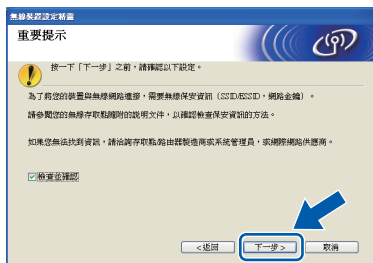 無線裝置設定精靈
重要提示
按一下「下一步」之前，請確認以下設定。
為了將您的裝置與無線網路連接，需要無線保安資訊（SSID/ESSID，網路金鑰）。
請參閱您的無線存取點隨附的說明文件，以確認檢查保安資訊的方法。
如果您無法找到資訊，請洽詢存取點/路由器製造商或系統管理員，或網際網路供應商。
檢查並確認
<返回 下一步> 取消